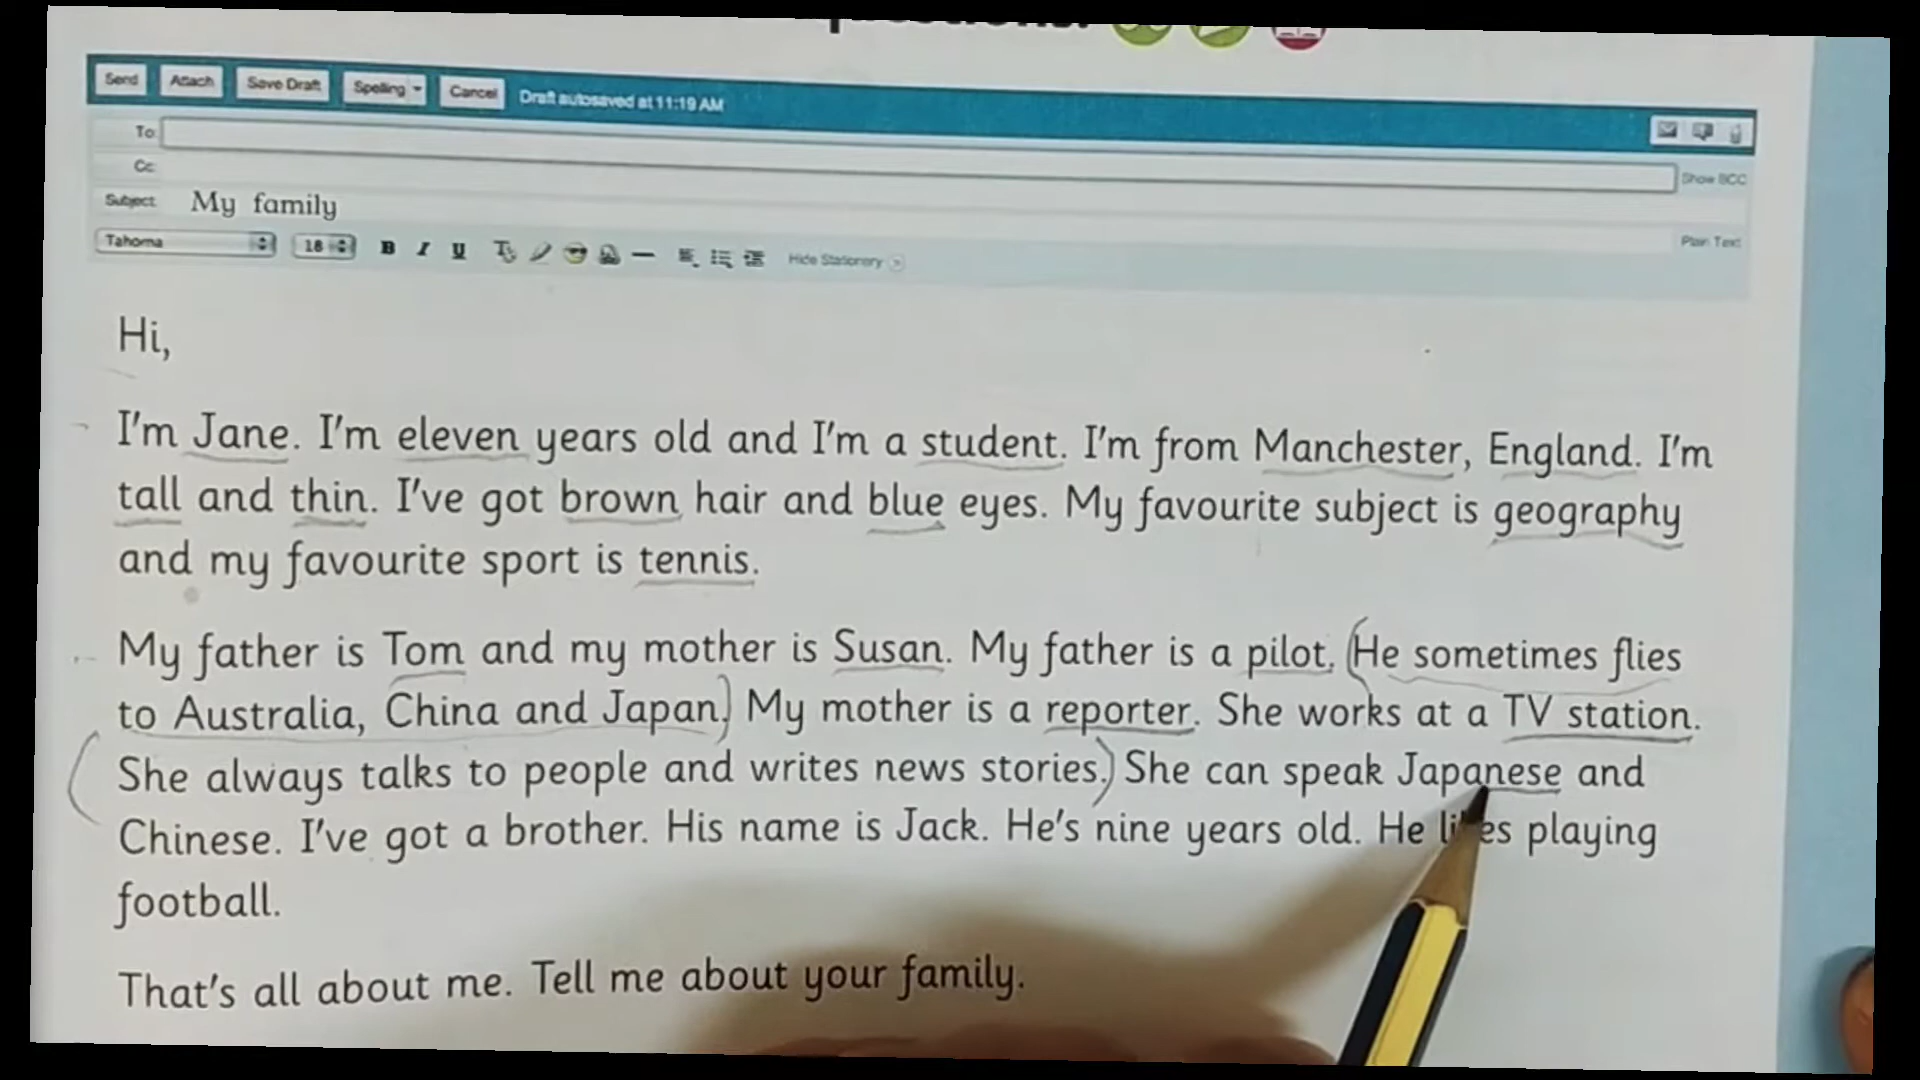 Send Attach Save Draft Spelling Cancel Draft autosaved at 11:19 AM
To:
Cc: Show BCC
Subject: My family
Tahoma 18 B I U Hide Stationery Plain Text
Hi,
I'm Jane. I'm eleven years old and I'm a student. I'm from Manchester, England. I'm
tall and thin. I've got brown hair and blue eyes. My favourite subject is geography
and my favourite sport is tennis.
My father is Tom and my mother is Susan. My father is a pilot. He sometimes flies
to Australia, China and Japan. My mother is a reporter. She works at a TV station.
She always talks to people and writes news stories. She can speak Japanese and
Chinese. I've got a brother. His name is Jack. He's nine years old. He likes playing
football.
That's all about me. Tell me about your family.